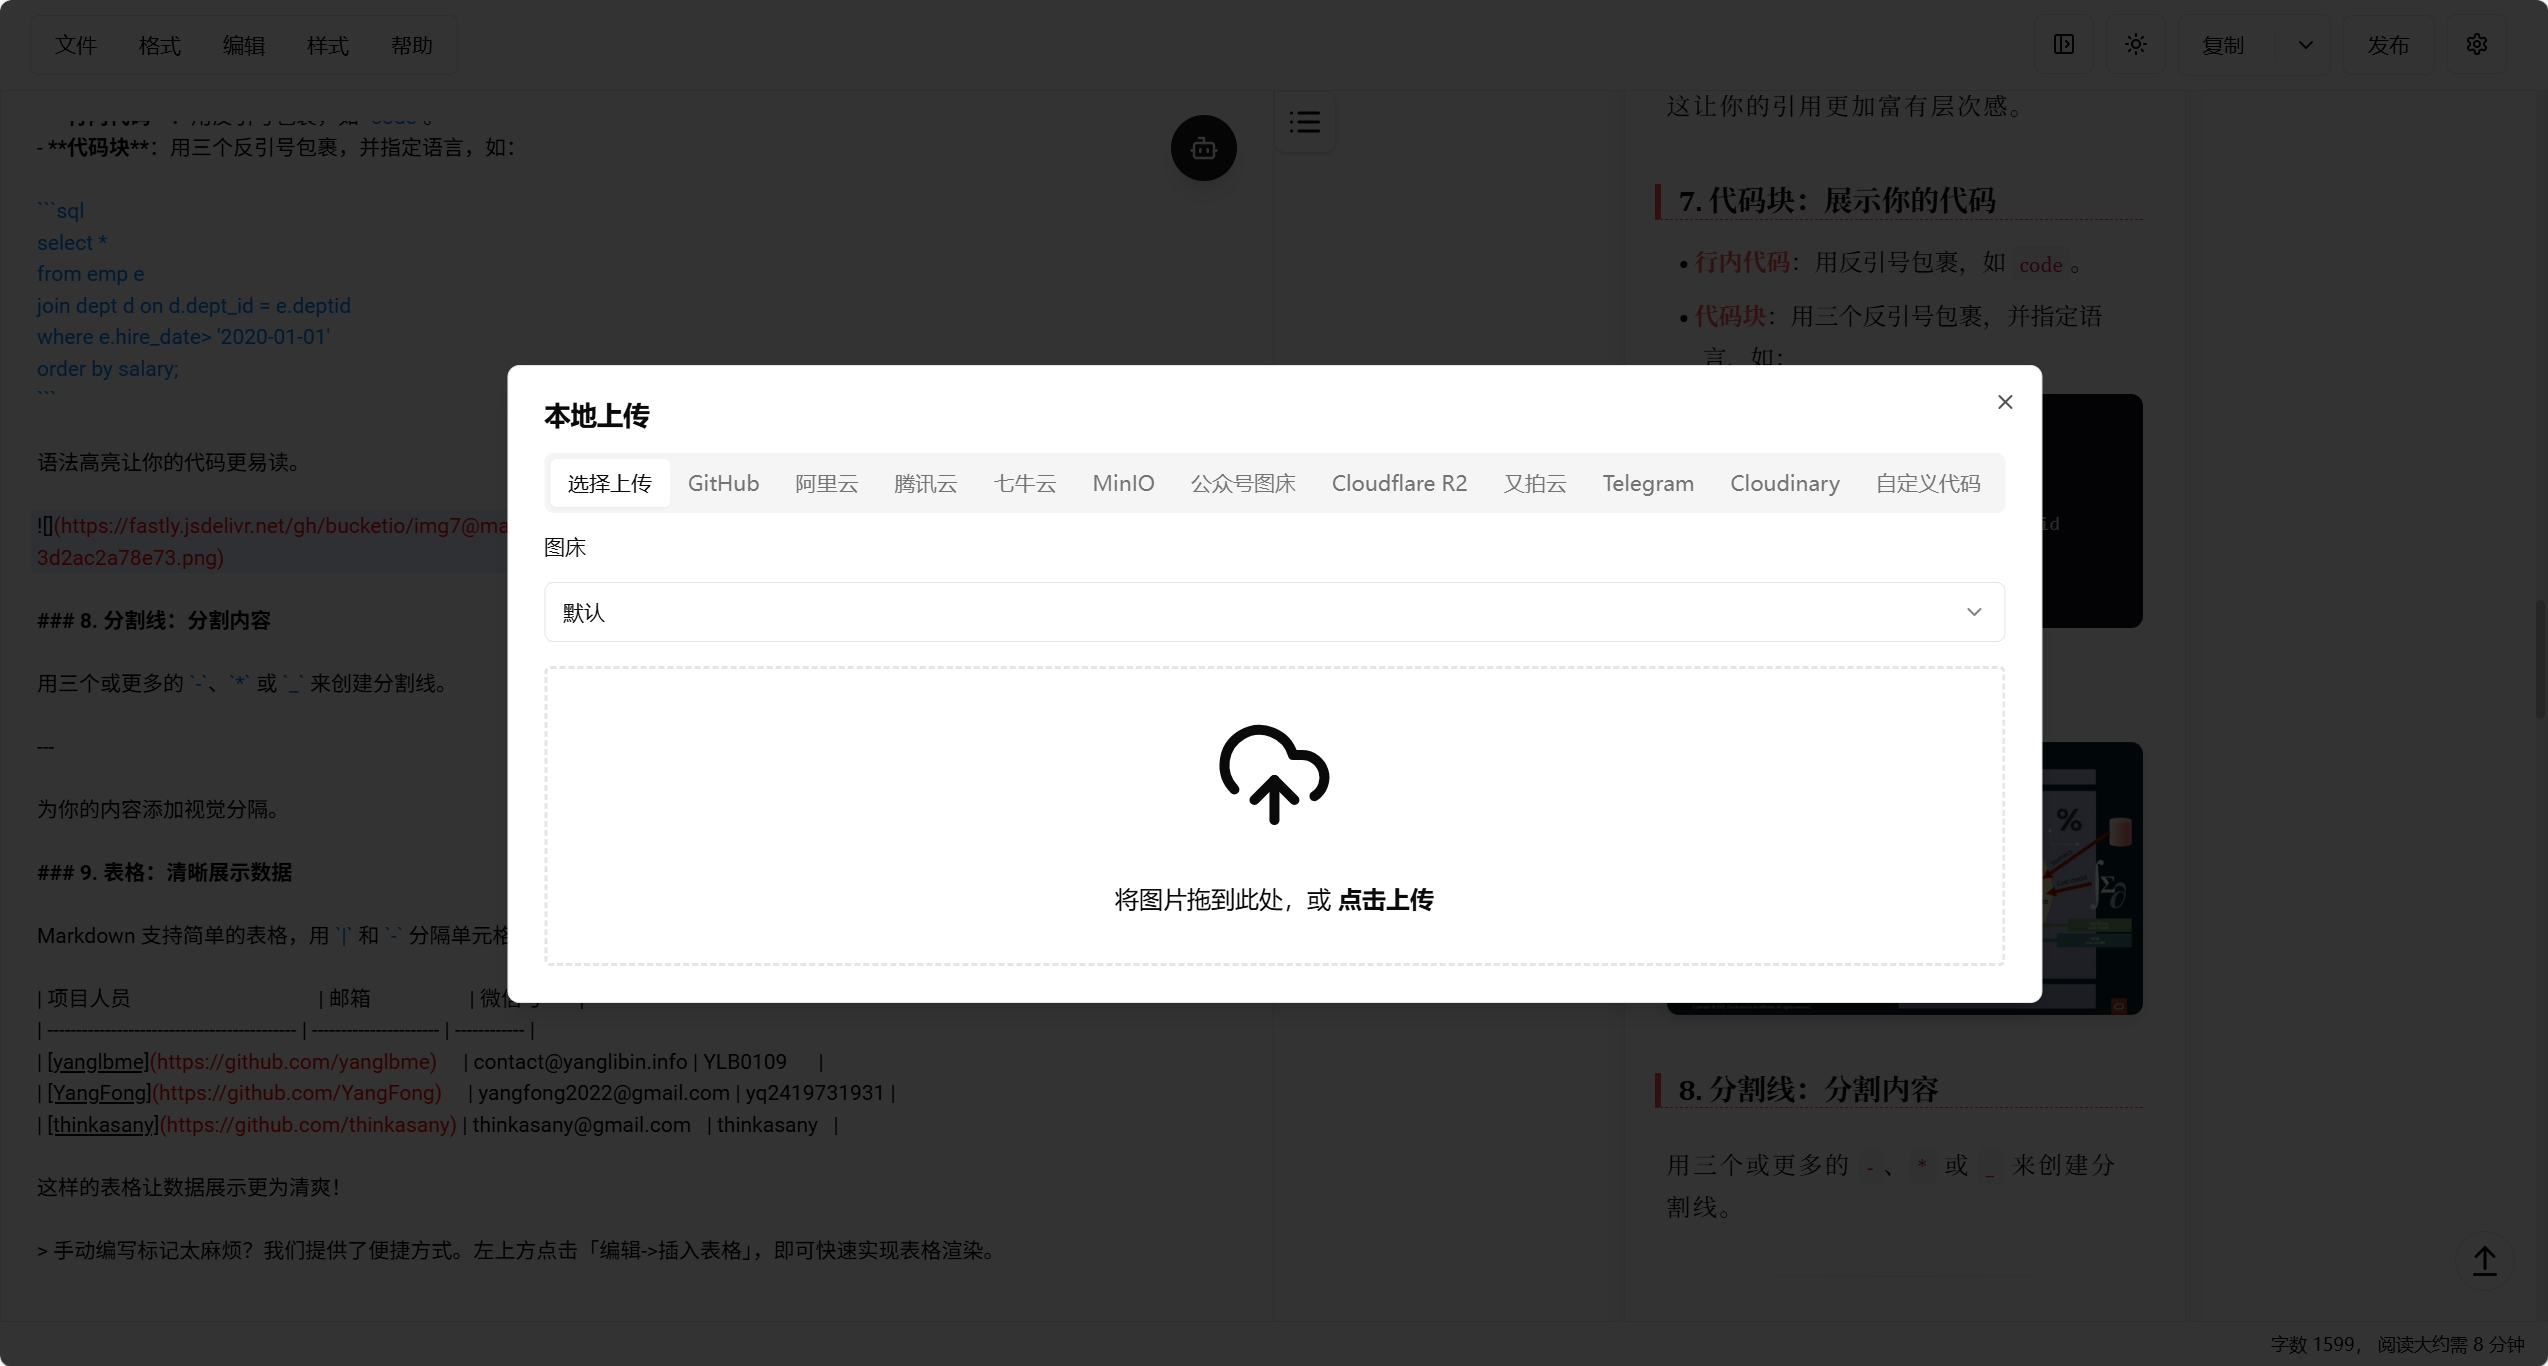 文件 格式 编辑 样式 帮助
复制 发布
- **代码块**：用三个反引号包裹，并指定语言，如：
```sql
select *
from emp e
join dept d on d.dept_id = e.deptid
where e.hire_date> '2020-01-01'
order by salary;
```
语法高亮让你的代码更易读。
![](https://fastly.jsdelivr.net/gh/bucketio/img7@ma
3d2ac2a78e73.png)
### 8. 分割线：分割内容
用三个或更多的 `-`、`*` 或 `_` 来创建分割线。
---
为你的内容添加视觉分隔。
### 9. 表格：清晰展示数据
Markdown 支持简单的表格，用 `|` 和 `-` 分隔单元格
| 项目人员 | 邮箱 | 微信号 |
| ------------------------------------------- | ---------------------- | ------------ |
| [yanglbme](https://github.com/yanglbme) | contact@yanglibin.info | YLB0109 |
| [YangFong](https://github.com/YangFong) | yangfong2022@gmail.com | yq2419731931 |
| [thinkasany](https://github.com/thinkasany) | thinkasany@gmail.com | thinkasany |
这样的表格让数据展示更为清爽！
> 手动编写标记太麻烦？我们提供了便捷方式。左上方点击「编辑->插入表格」，即可快速实现表格渲染。
本地上传
选择上传 GitHub 阿里云 腾讯云 七牛云 MinIO 公众号图床 Cloudflare R2 又拍云 Telegram Cloudinary 自定义代码
图床
默认
将图片拖到此处，或 点击上传
这让你的引用更加富有层次感。
7. 代码块：展示你的代码
• 行内代码：用反引号包裹，如 code。
• 代码块：用三个反引号包裹，并指定语
言，如：
id
%
8. 分割线：分割内容
用三个或更多的 -、* 或 _ 来创建分
割线。
字数 1599， 阅读大约需 8 分钟